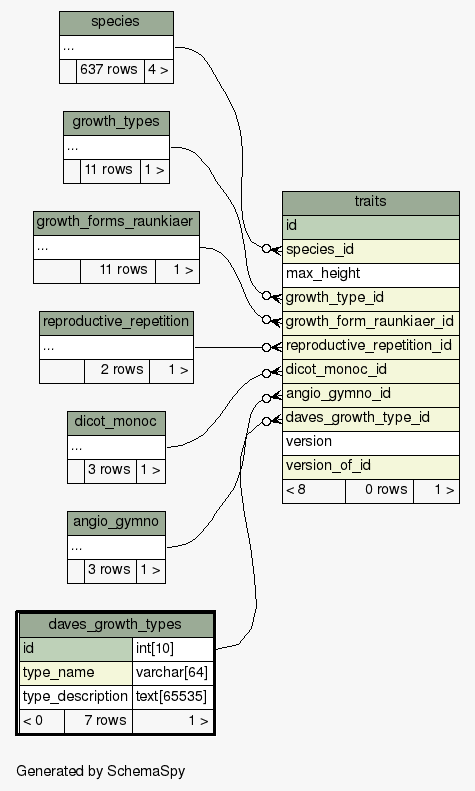 species
...
637 rows 4 >
growth_types
...
11 rows 1 >
growth_forms_raunkiaer
...
11 rows 1 >
reproductive_repetition
...
2 rows 1 >
dicot_monoc
...
3 rows 1 >
angio_gymno
...
3 rows 1 >
daves_growth_types
id int[10]
type_name varchar[64]
type_description text[65535]
< 0 7 rows 1 >
traits
id
species_id
max_height
growth_type_id
growth_form_raunkiaer_id
reproductive_repetition_id
dicot_monoc_id
angio_gymno_id
daves_growth_type_id
version
version_of_id
< 8 0 rows 1 >
Generated by SchemaSpy